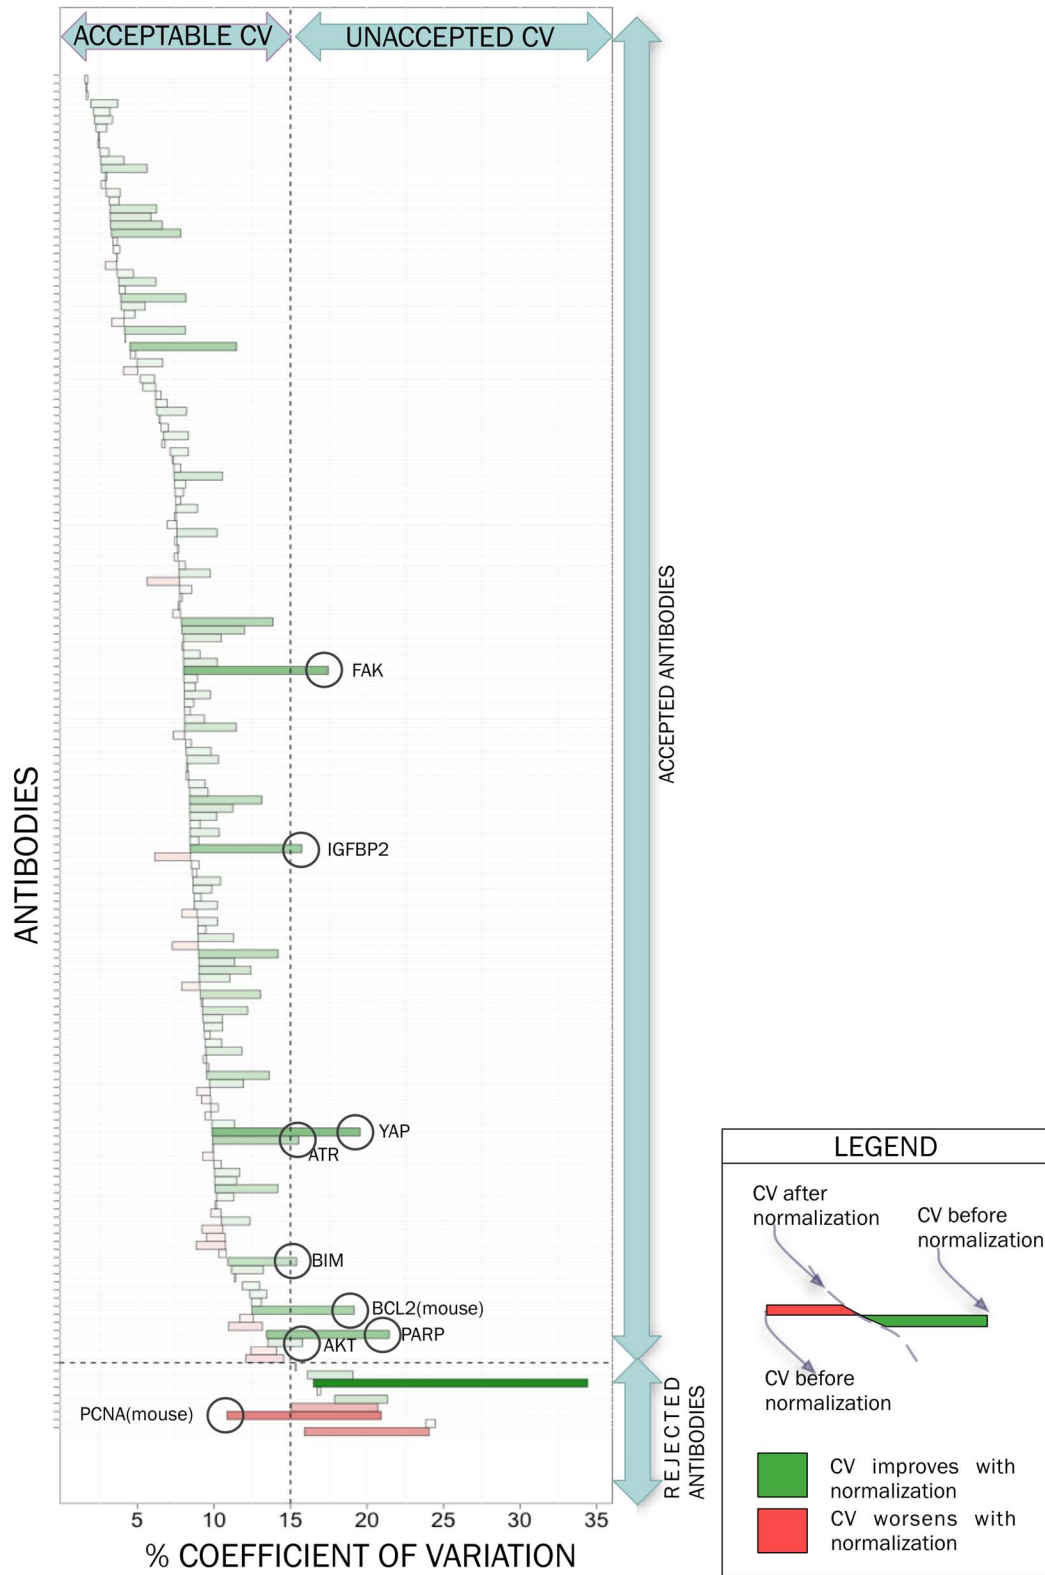 ACCEPTABLE CV
UNACCEPTED CV
ANTIBODIES
ACCEPTED ANTIBODIES
REJECTED
ANTIBODIES
FAK
IGFBP2
YAP
ATR
BIM
BCL2(mouse)
PARP
AKT
PCNA(mouse)
5 10 15 20 25 30 35
% COEFFICIENT OF VARIATION
LEGEND
CV after
normalization
CV before
normalization
CV before
normalization
CV improves with
normalization
CV worsens with
normalization